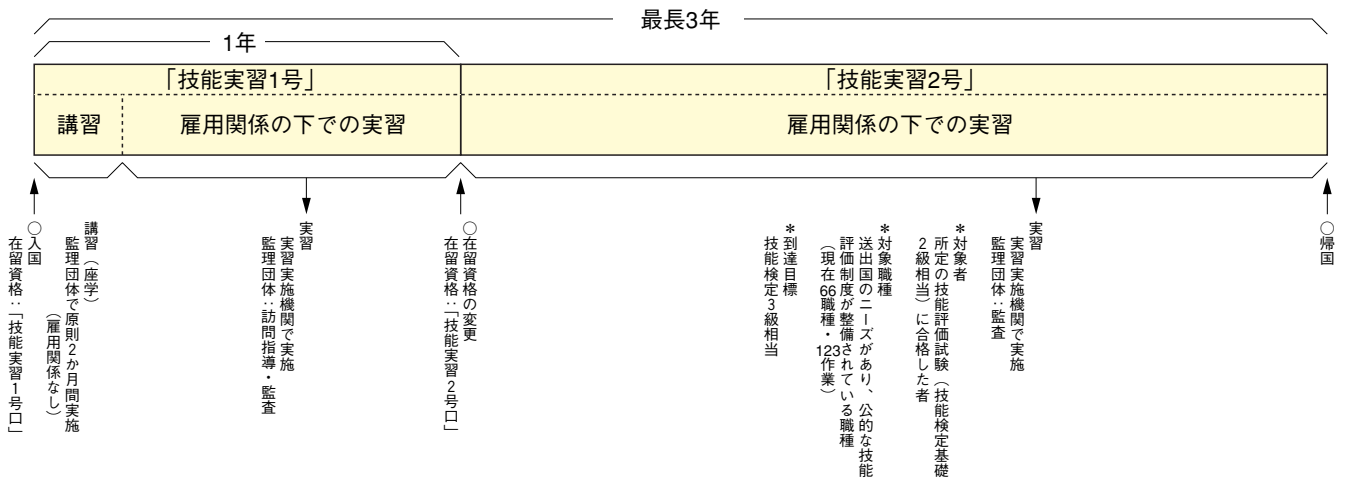 最長3年
1年
「技能実習1号」
「技能実習2号」
講習
雇用関係の下での実習
雇用関係の下での実習
○入国
在留資格：「技能実習1号ロ」
講習（座学）
監理団体で原則2か月間実施
（雇用関係なし）
実習
実習実施機関で実施
監理団体：訪問指導・監査
○在留資格の変更
在留資格：「技能実習2号ロ」
実習
実習実施機関で実施
監理団体：監査
＊対象者
所定の技能評価試験（技能検定基礎
2級相当）に合格した者
＊対象職種
送出国のニーズがあり、公的な技能
評価制度が整備されている職種
（現在66職種・123作業）
＊到達目標
技能検定3級相当
○帰国